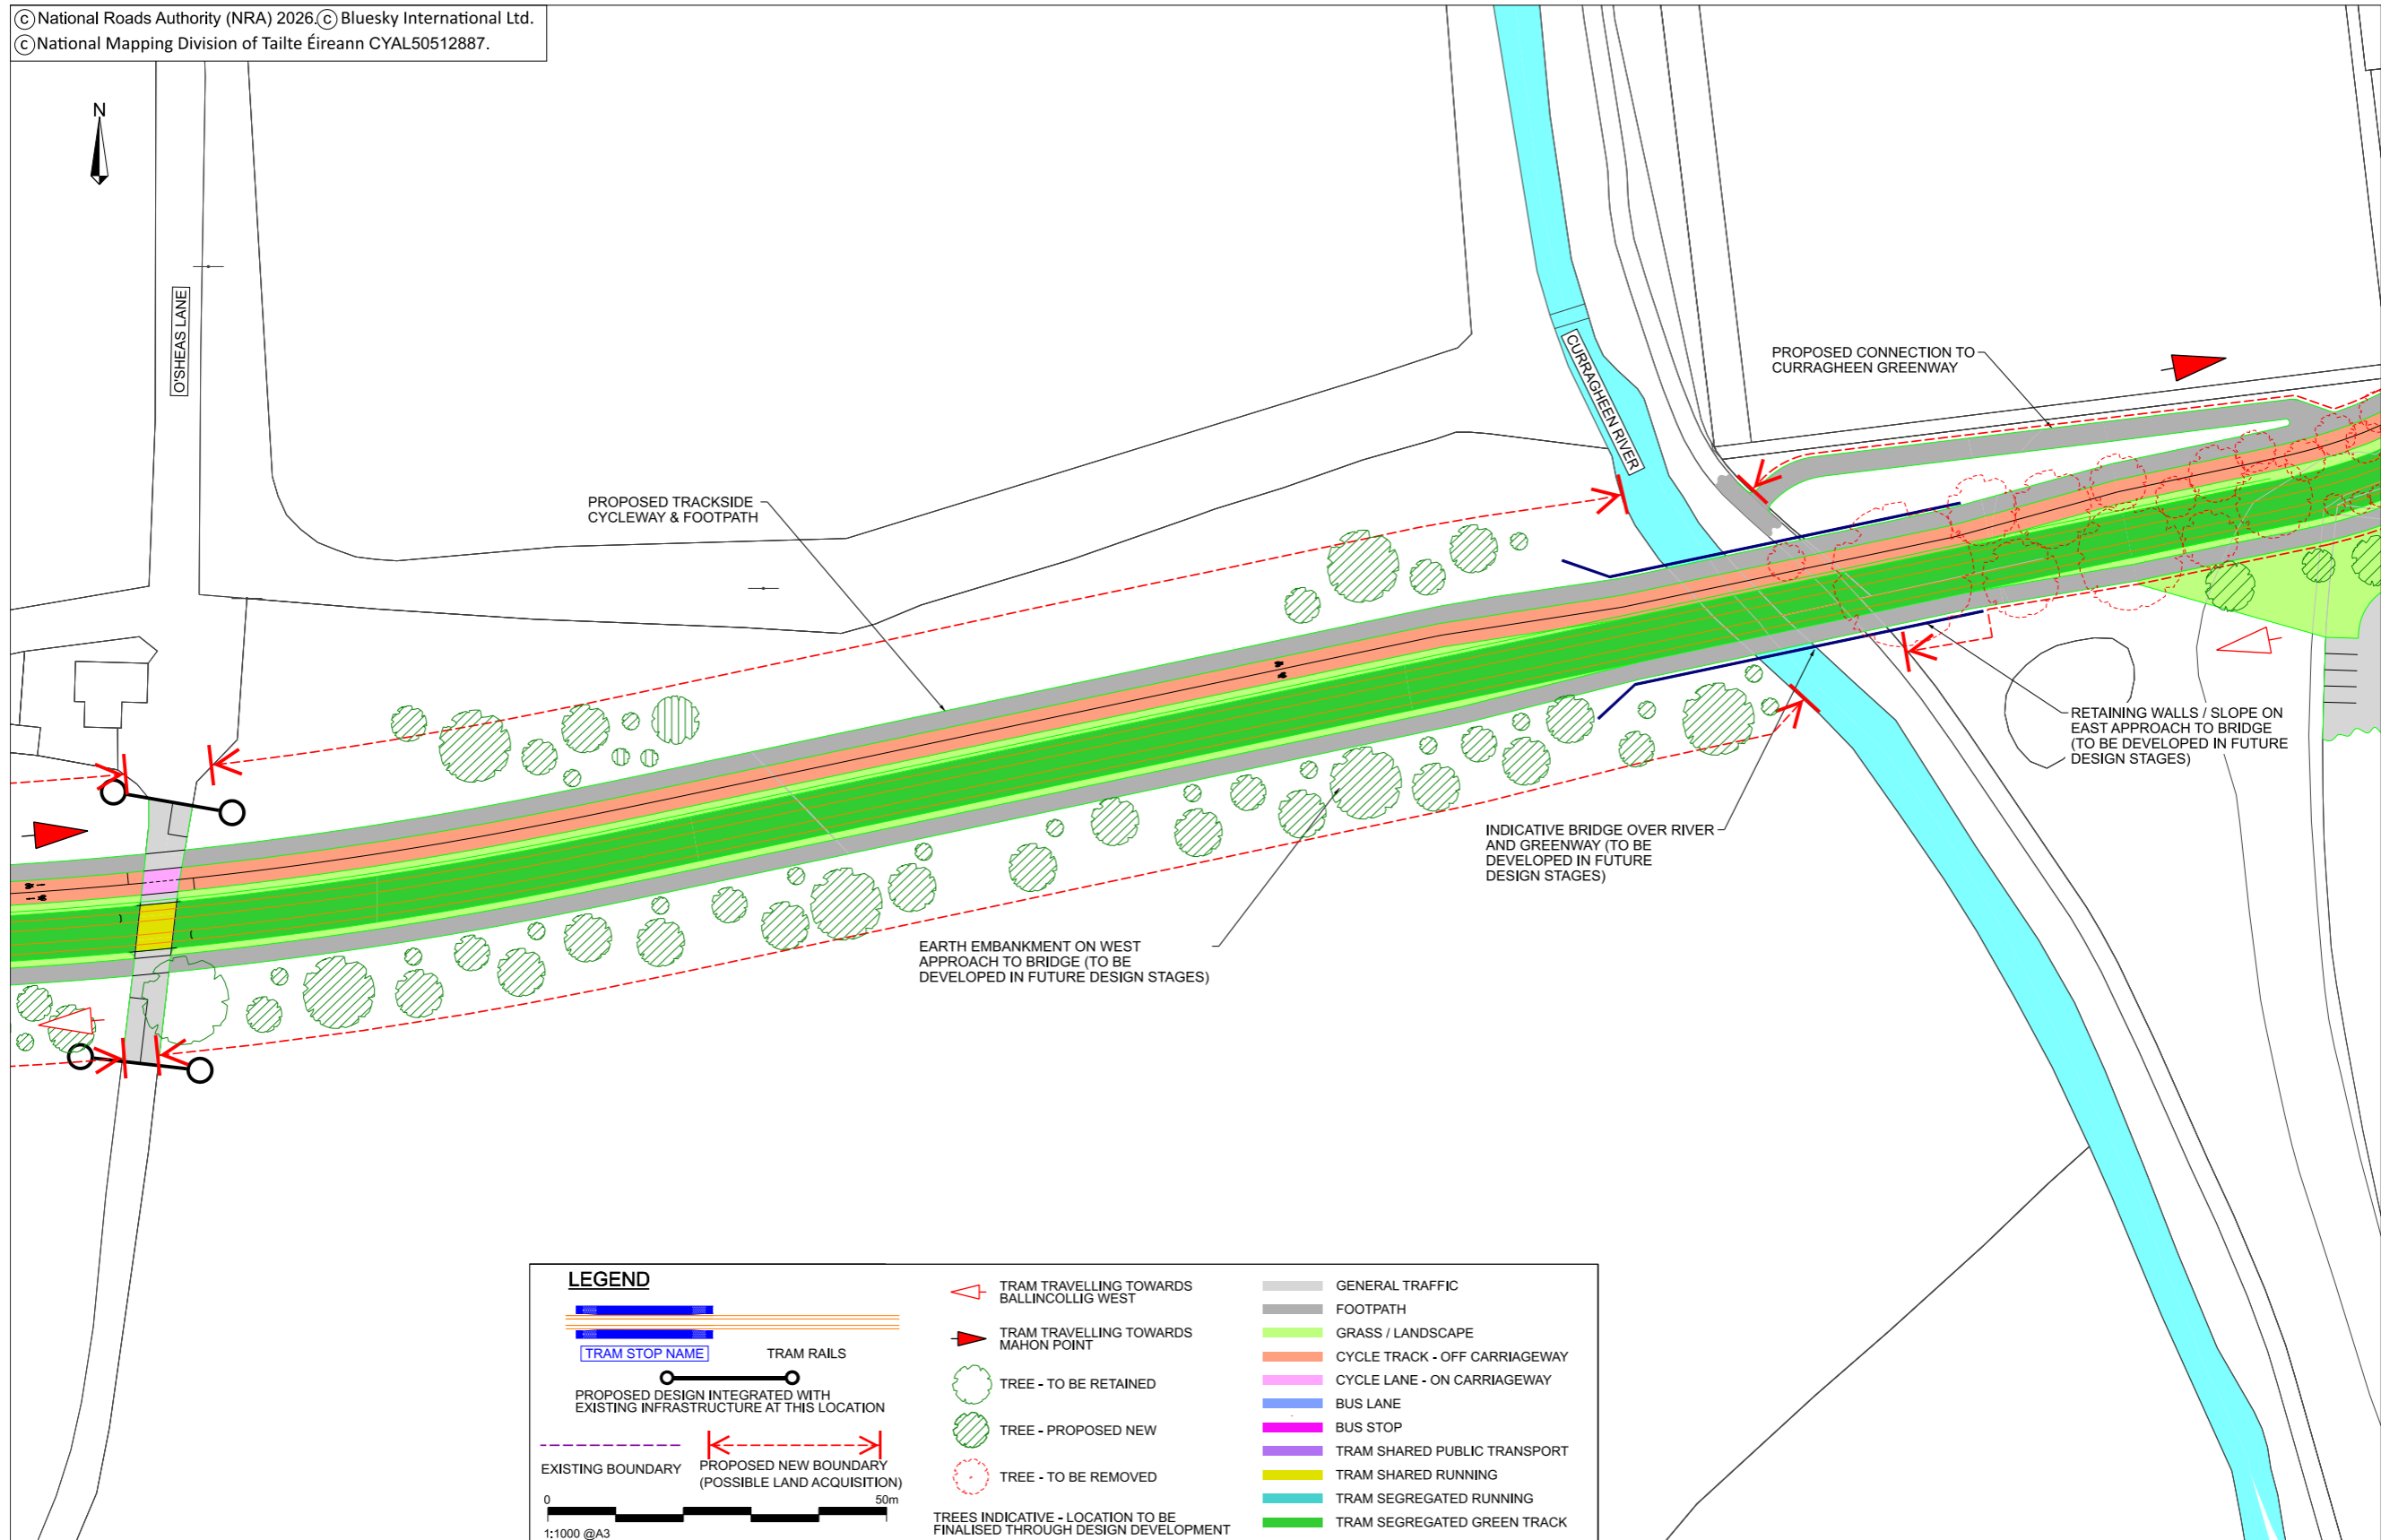 © National Roads Authority (NRA) 2026. © Bluesky International Ltd.
© National Mapping Division of Tailte Éireann CYAL50512887.
N
O'SHEAS LANE
CURRAGHEEN RIVER
PROPOSED CONNECTION TO
CURRAGHEEN GREENWAY
PROPOSED TRACKSIDE
CYCLEWAY & FOOTPATH
RETAINING WALLS / SLOPE ON
EAST APPROACH TO BRIDGE
(TO BE DEVELOPED IN FUTURE
DESIGN STAGES)
INDICATIVE BRIDGE OVER RIVER
AND GREENWAY (TO BE
DEVELOPED IN FUTURE
DESIGN STAGES)
EARTH EMBANKMENT ON WEST
APPROACH TO BRIDGE (TO BE
DEVELOPED IN FUTURE DESIGN STAGES)
LEGEND
TRAM STOP NAME
TRAM RAILS
PROPOSED DESIGN INTEGRATED WITH
EXISTING INFRASTRUCTURE AT THIS LOCATION
EXISTING BOUNDARY
PROPOSED NEW BOUNDARY
(POSSIBLE LAND ACQUISITION)
0
50m
1:1000 @A3
TRAM TRAVELLING TOWARDS
BALLINCOLLIG WEST
TRAM TRAVELLING TOWARDS
MAHON POINT
TREE - TO BE RETAINED
TREE - PROPOSED NEW
TREE - TO BE REMOVED
TREES INDICATIVE - LOCATION TO BE
FINALISED THROUGH DESIGN DEVELOPMENT
GENERAL TRAFFIC
FOOTPATH
GRASS / LANDSCAPE
CYCLE TRACK - OFF CARRIAGEWAY
CYCLE LANE - ON CARRIAGEWAY
BUS LANE
BUS STOP
TRAM SHARED PUBLIC TRANSPORT
TRAM SHARED RUNNING
TRAM SEGREGATED RUNNING
TRAM SEGREGATED GREEN TRACK